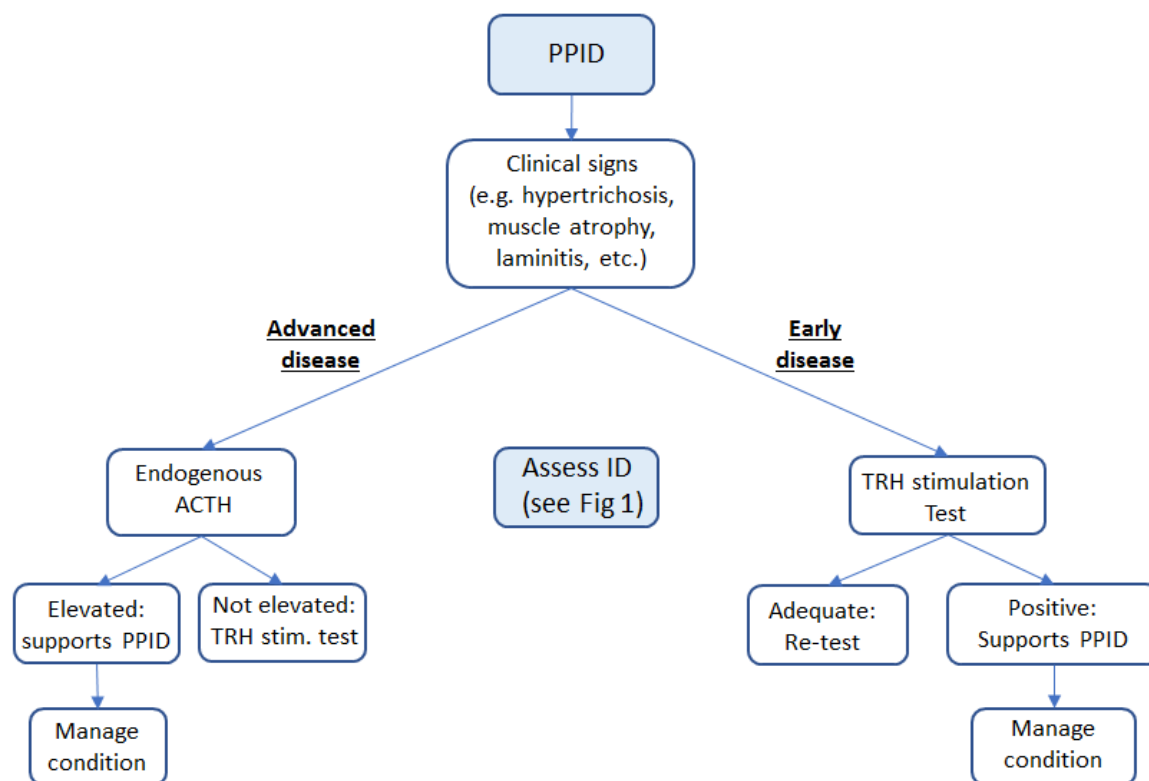 PPID
Clinical signs
(e.g. hypertrichosis,
muscle atrophy,
laminitis, etc.)
Advanced
disease
Early
disease
Endogenous
ACTH
Assess ID
(see Fig 1)
TRH stimulation
Test
Elevated:
supports PPID
Not elevated:
TRH stim. test
Adequate:
Re-test
Positive:
Supports PPID
Manage
condition
Manage
condition